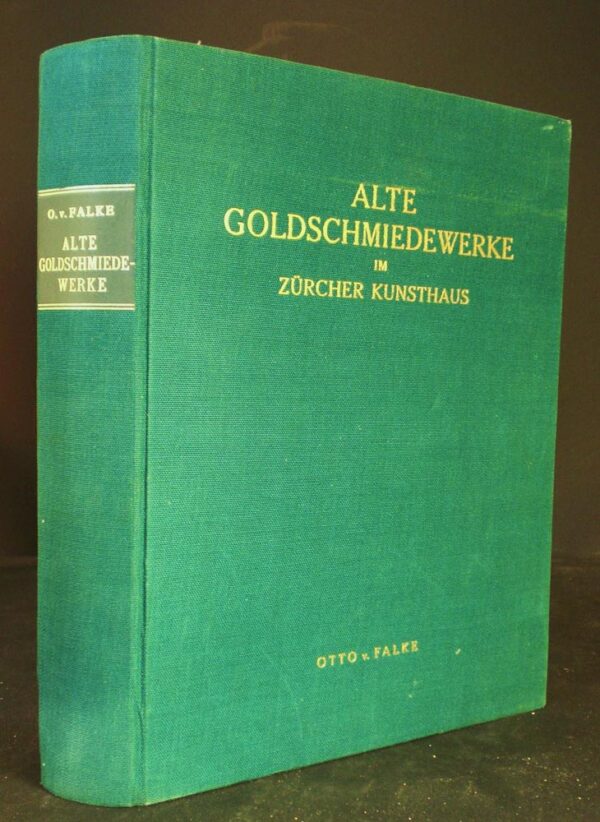 O. v. FALKE
ALTE
GOLDSCHMIEDE-
WERKE
ALTE
GOLDSCHMIEDEWERKE
IM
ZÜRCHER KUNSTHAUS
OTTO v. FALKE